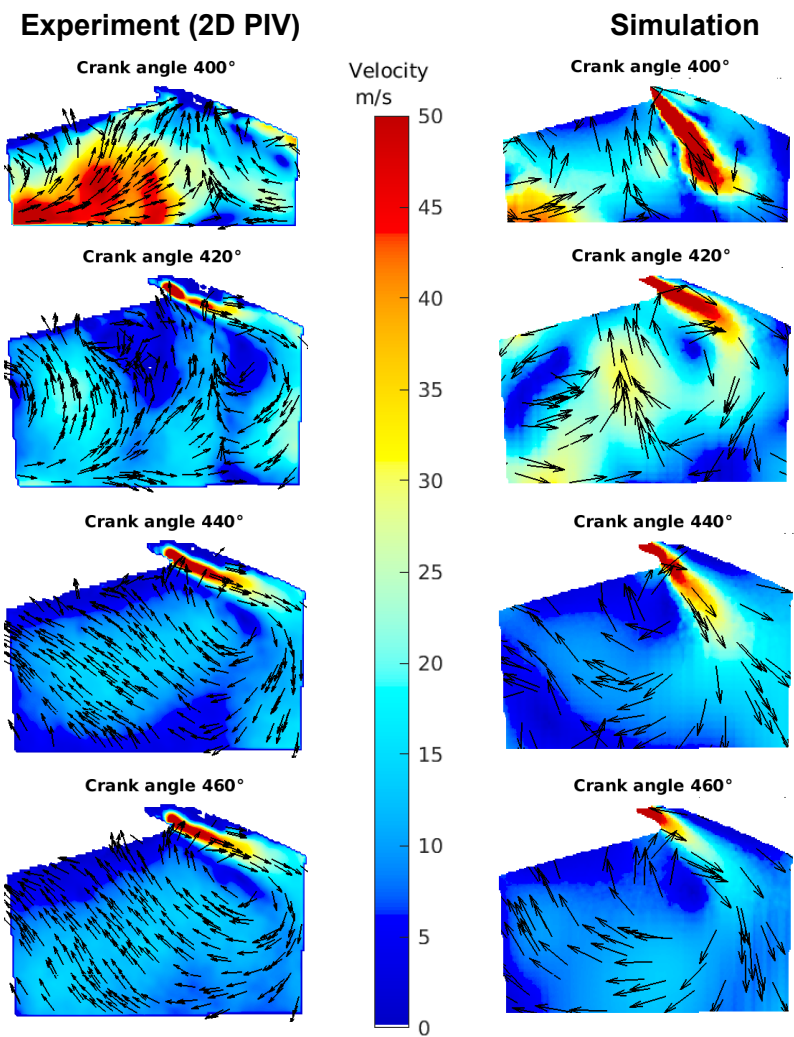 Experiment (2D PIV)
Simulation
Crank angle 400°
Velocity
m/s
Crank angle 400°
50
45
40
35
30
25
20
15
10
5
0
Crank angle 420°
Crank angle 420°
Crank angle 440°
Crank angle 440°
Crank angle 460°
Crank angle 460°